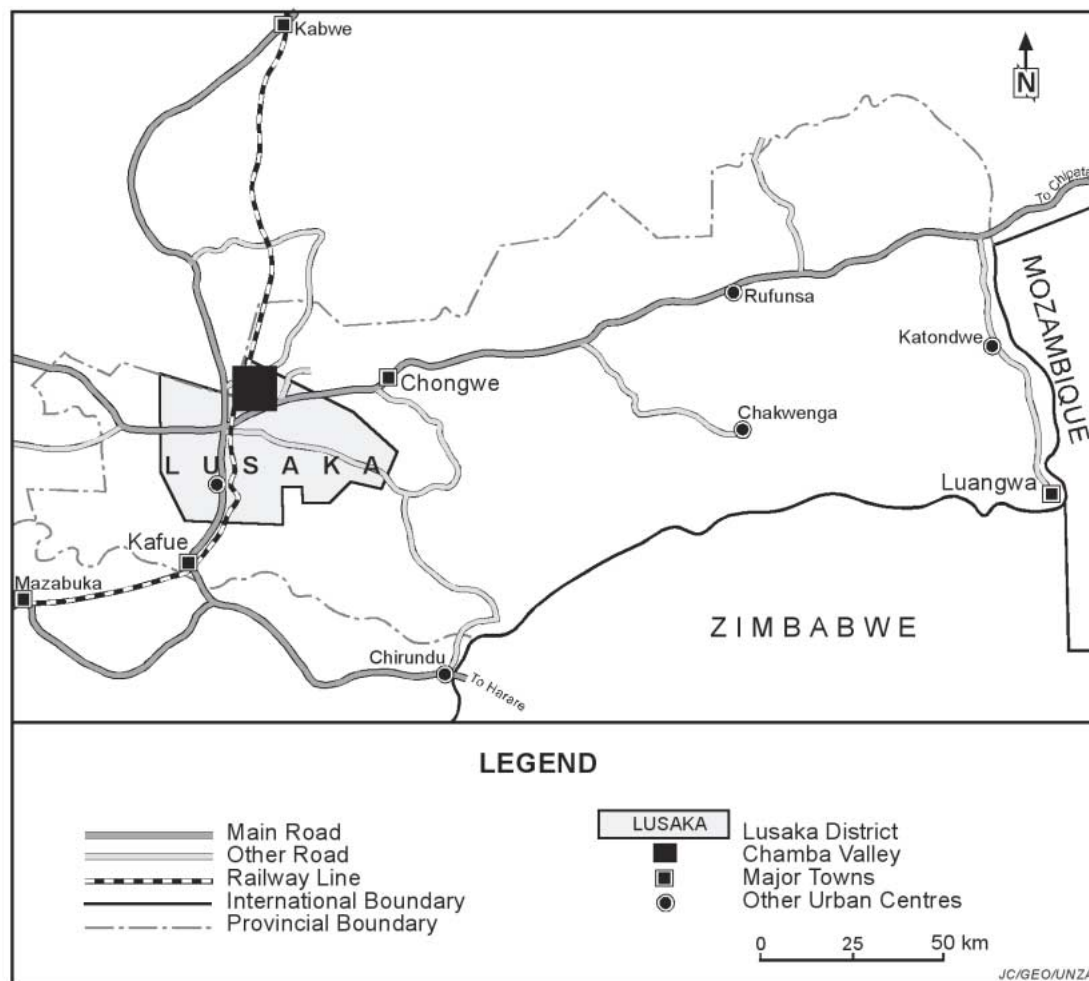 Kabwe
N
To Chipata
MOZAMBIQUE
Rufunsa
Katondwe
Chongwe
Chakwenga
LUSAKA
Luangwa
Kafue
Mazabuka
ZIMBABWE
Chirundu
To Harare
LEGEND
Main Road
Other Road
Railway Line
International Boundary
Provincial Boundary
LUSAKA Lusaka District
Chamba Valley
Major Towns
Other Urban Centres
0 25 50 km
JC/GEO/UNZA